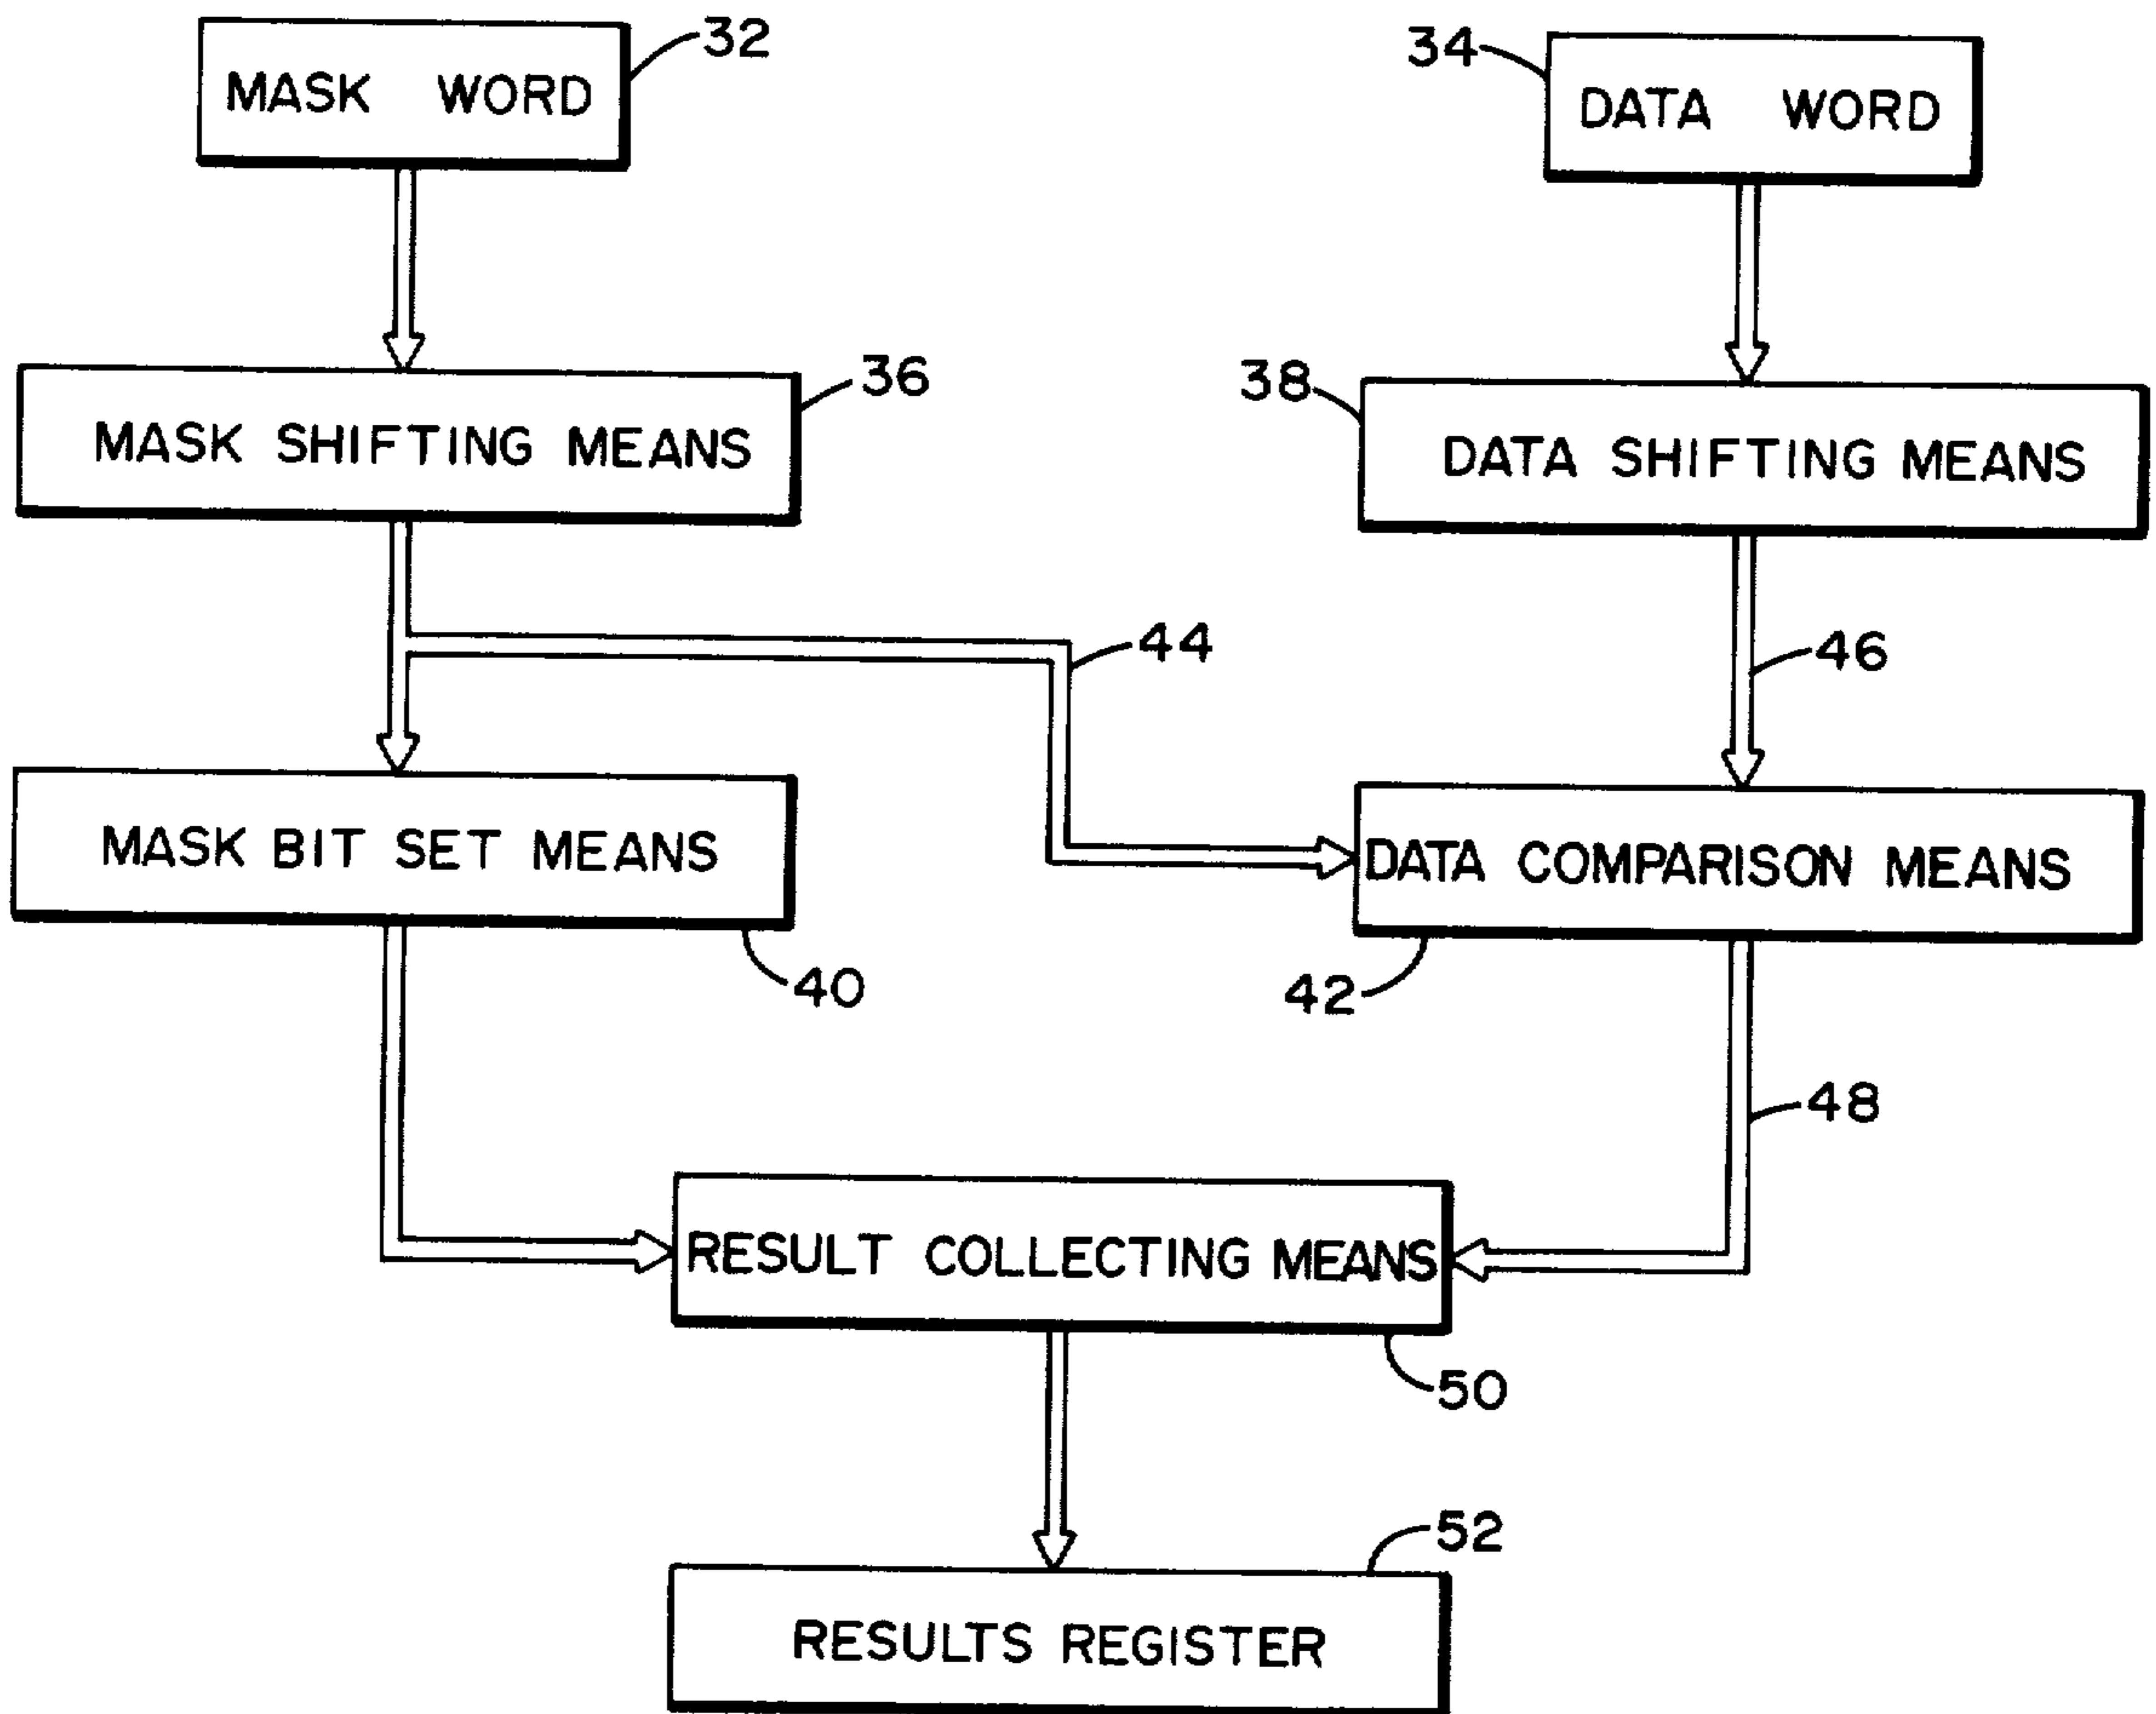 32
MASK WORD
34
DATA WORD
36
MASK SHIFTING MEANS
38
DATA SHIFTING MEANS
44
46
MASK BIT SET MEANS
DATA COMPARISON MEANS
40
42
48
RESULT COLLECTING MEANS
50
52
RESULTS REGISTER